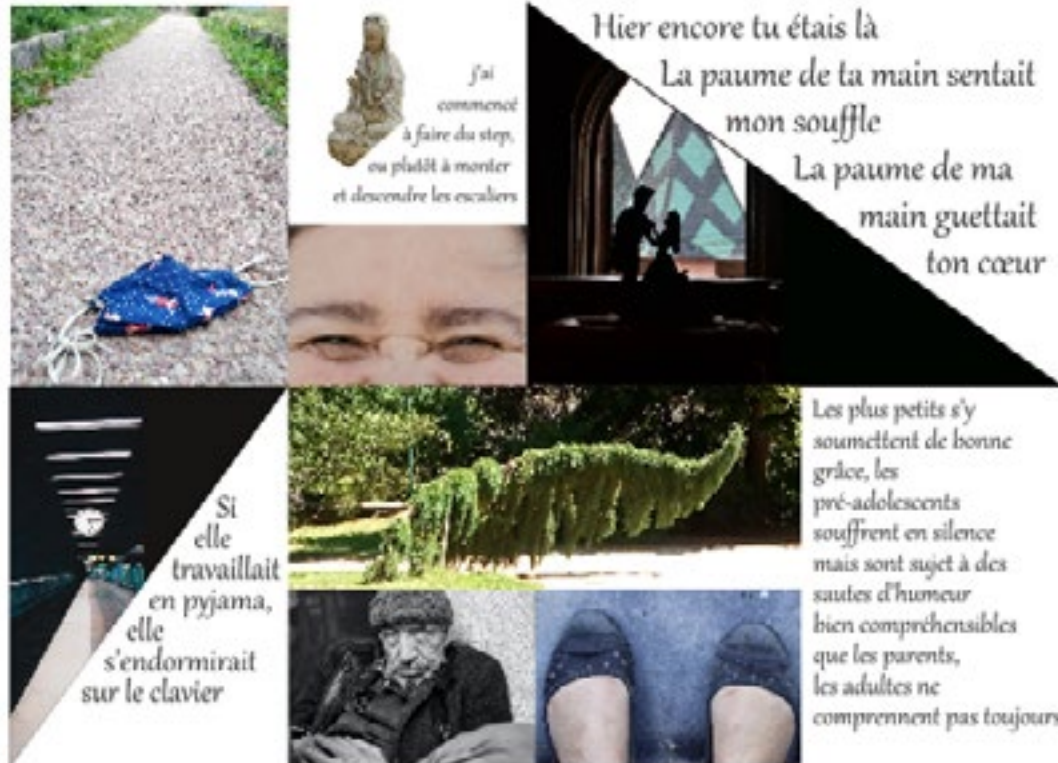 j'ai
commencé
à faire du step,
ou plutôt à monter
et descendre les escaliers
Hier encore tu étais là
La paume de ta main sentait
mon souffle
La paume de ma
main guettait
ton cœur
Si
elle
travaillait
en pyjama,
elle
s'endormirait
sur le clavier
Les plus petits s'y
soumettent de bonne
grâce, les
pré-adolescents
souffrent en silence
mais sont sujet à des
sautes d'humeur
bien compréhensibles
que les parents,
les adultes ne
comprennent pas toujours